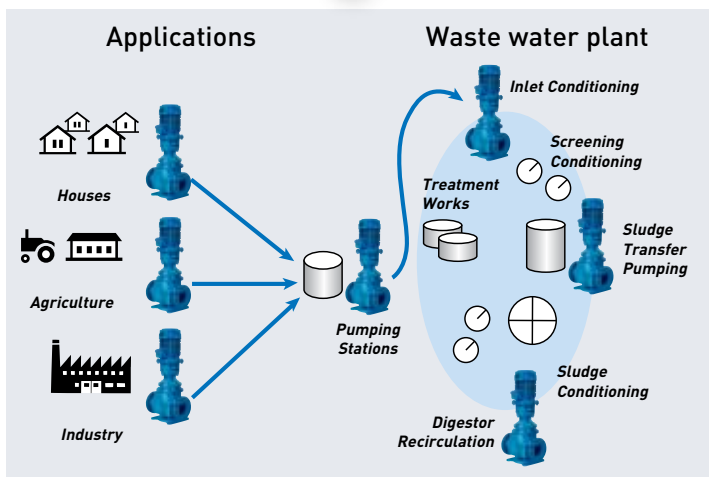 Applications
Waste water plant
Inlet Conditioning
Screening
Conditioning
Houses
Treatment
Works
Sludge
Transfer
Pumping
Agriculture
Pumping
Stations
Sludge
Conditioning
Industry
Digestor
Recirculation